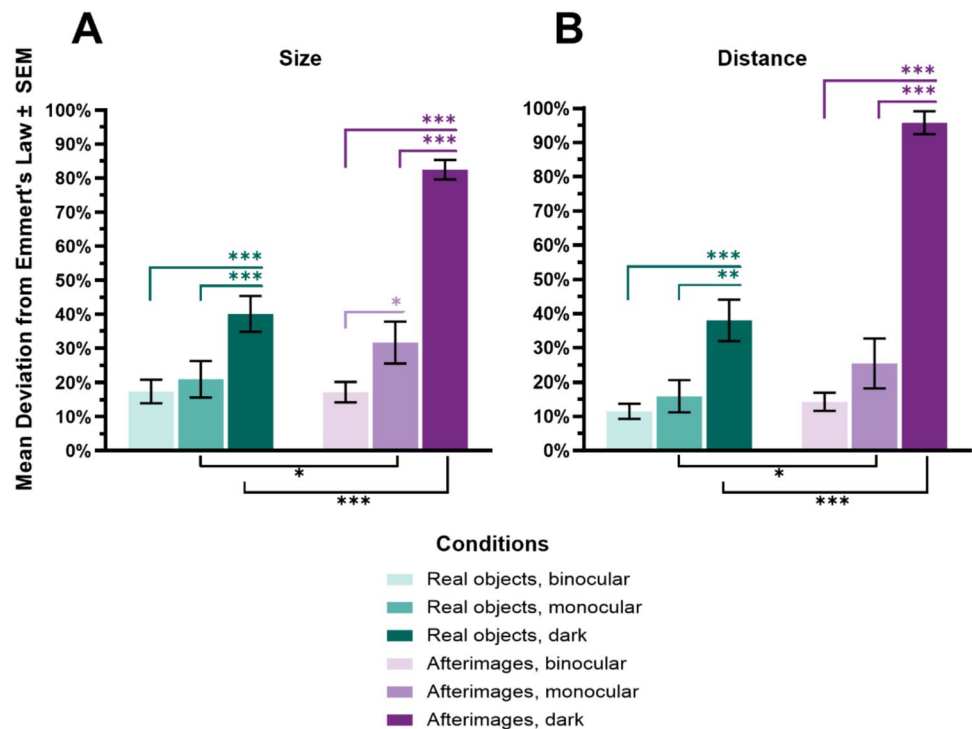 A
B
Size
Distance
Mean Deviation from Emmert's Law ± SEM
100%
90%
80%
70%
60%
50%
40%
30%
20%
10%
0%
***
***
***
***
*
100%
90%
80%
70%
60%
50%
40%
30%
20%
10%
0%
***
***
***
**
*
***
*
***
Conditions
Real objects, binocular
Real objects, monocular
Real objects, dark
Afterimages, binocular
Afterimages, monocular
Afterimages, dark